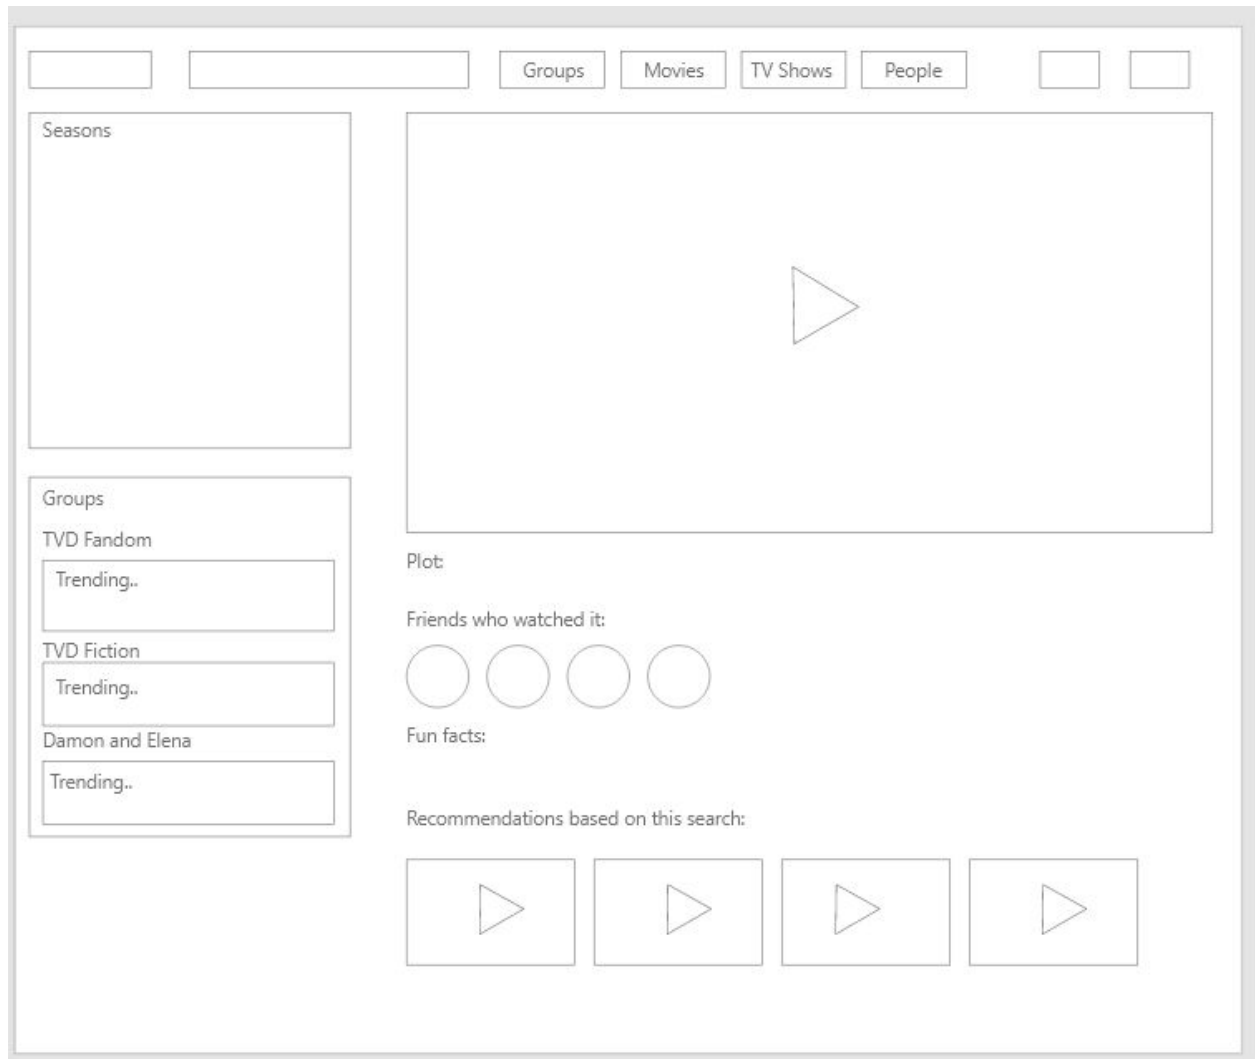 Groups
Movies
TV Shows
People
Seasons
Groups
TVD Fandom
Trending..
TVD Fiction
Trending..
Damon and Elena
Trending..
Plot:
Friends who watched it:
Fun facts:
Recommendations based on this search: